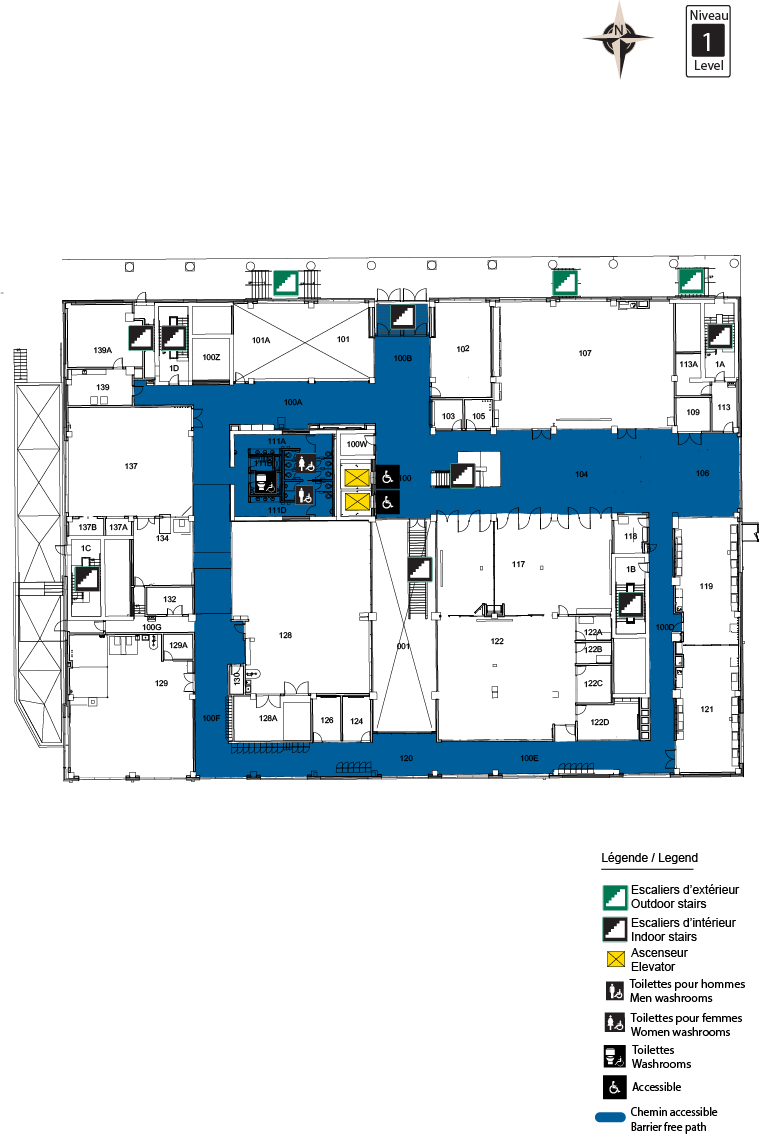 Niveau
1
Level
N
139A
1D
100Z
101A
101
102
107
113A
1A
100B
139
100A
103
105
109
113
111A
100W
137
111B
100
104
106
111D
137B
137A
134
1C
117
118
1B
119
132
100G
128
001
122
122A
122B
122C
122D
100D
129A
129
130
128A
126
124
121
100F
120
100E
Légende / Legend
Escaliers d'extérieur
Outdoor stairs
Escaliers d'intérieur
Indoor stairs
Ascenseur
Elevator
Toilettes pour hommes
Men washrooms
Toilettes pour femmes
Women washrooms
Toilettes
Washrooms
Accessible
Chemin accessible
Barrier free path